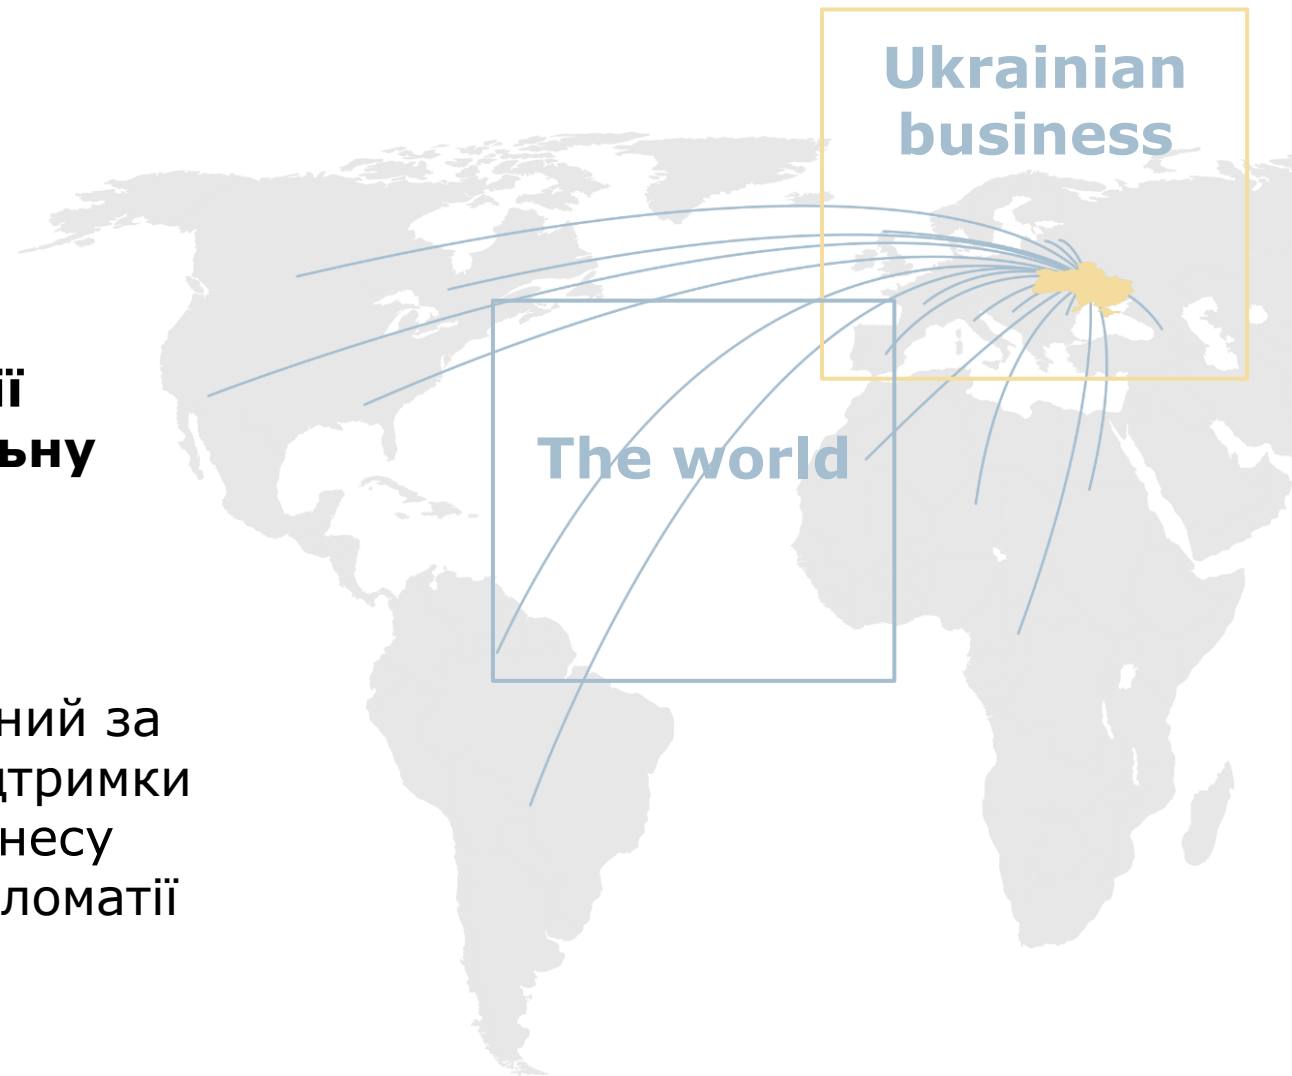 Ukrainian
business
ії
ьну
The world
ний за
дтримки
несу
ломатії